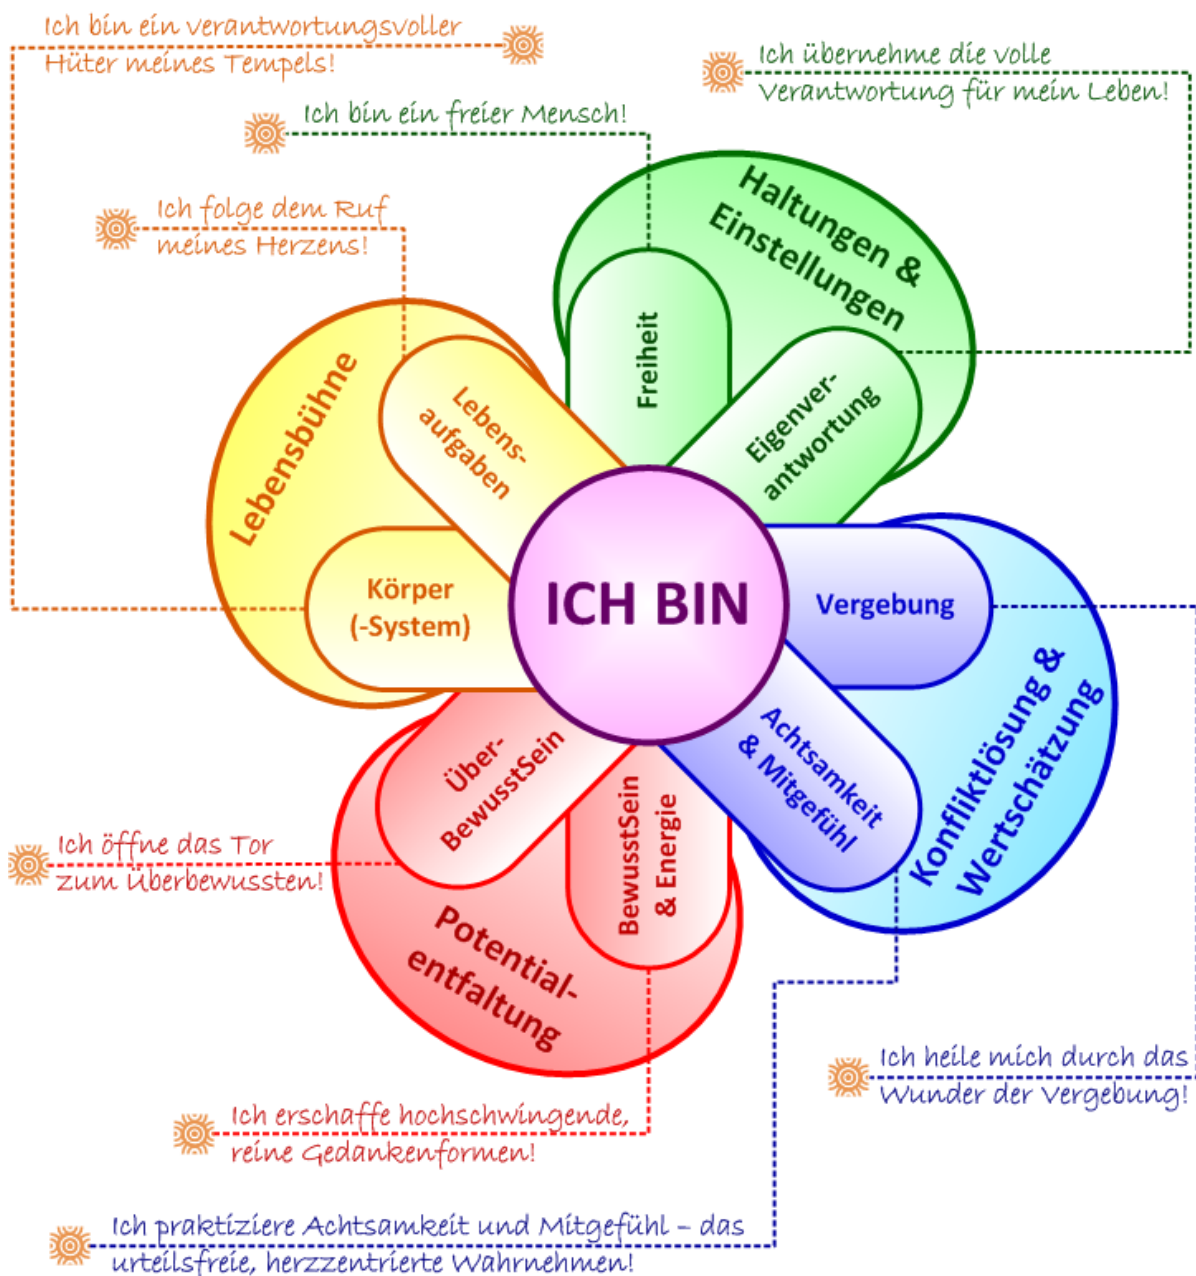 Ich bin ein verantwortungsvoller
Hüter meines Tempels!
Ich übernehme die volle
Verantwortung für mein Leben!
Ich bin ein freier Mensch!
Ich folge dem Ruf
meines Herzens!
Haltungen &
Einstellungen
Freiheit
Eigenver-
antwortung
Lebensbühne
Lebens-
aufgaben
Körper
(-System)
ICH BIN
Vergebung
Achtsamkeit
& Mitgefühl
Konfliktlösung &
Wertschätzung
Über-
BewusstSein
BewusstSein
& Energie
Potential-
entfaltung
Ich öffne das Tor
zum Überbewussten!
Ich heile mich durch das
Wunder der Vergebung!
Ich erschaffe hochschwingende,
reine Gedankenformen!
Ich praktiziere Achtsamkeit und Mitgefühl – das
urteilsfreie, herzzentrierte Wahrnehmen!